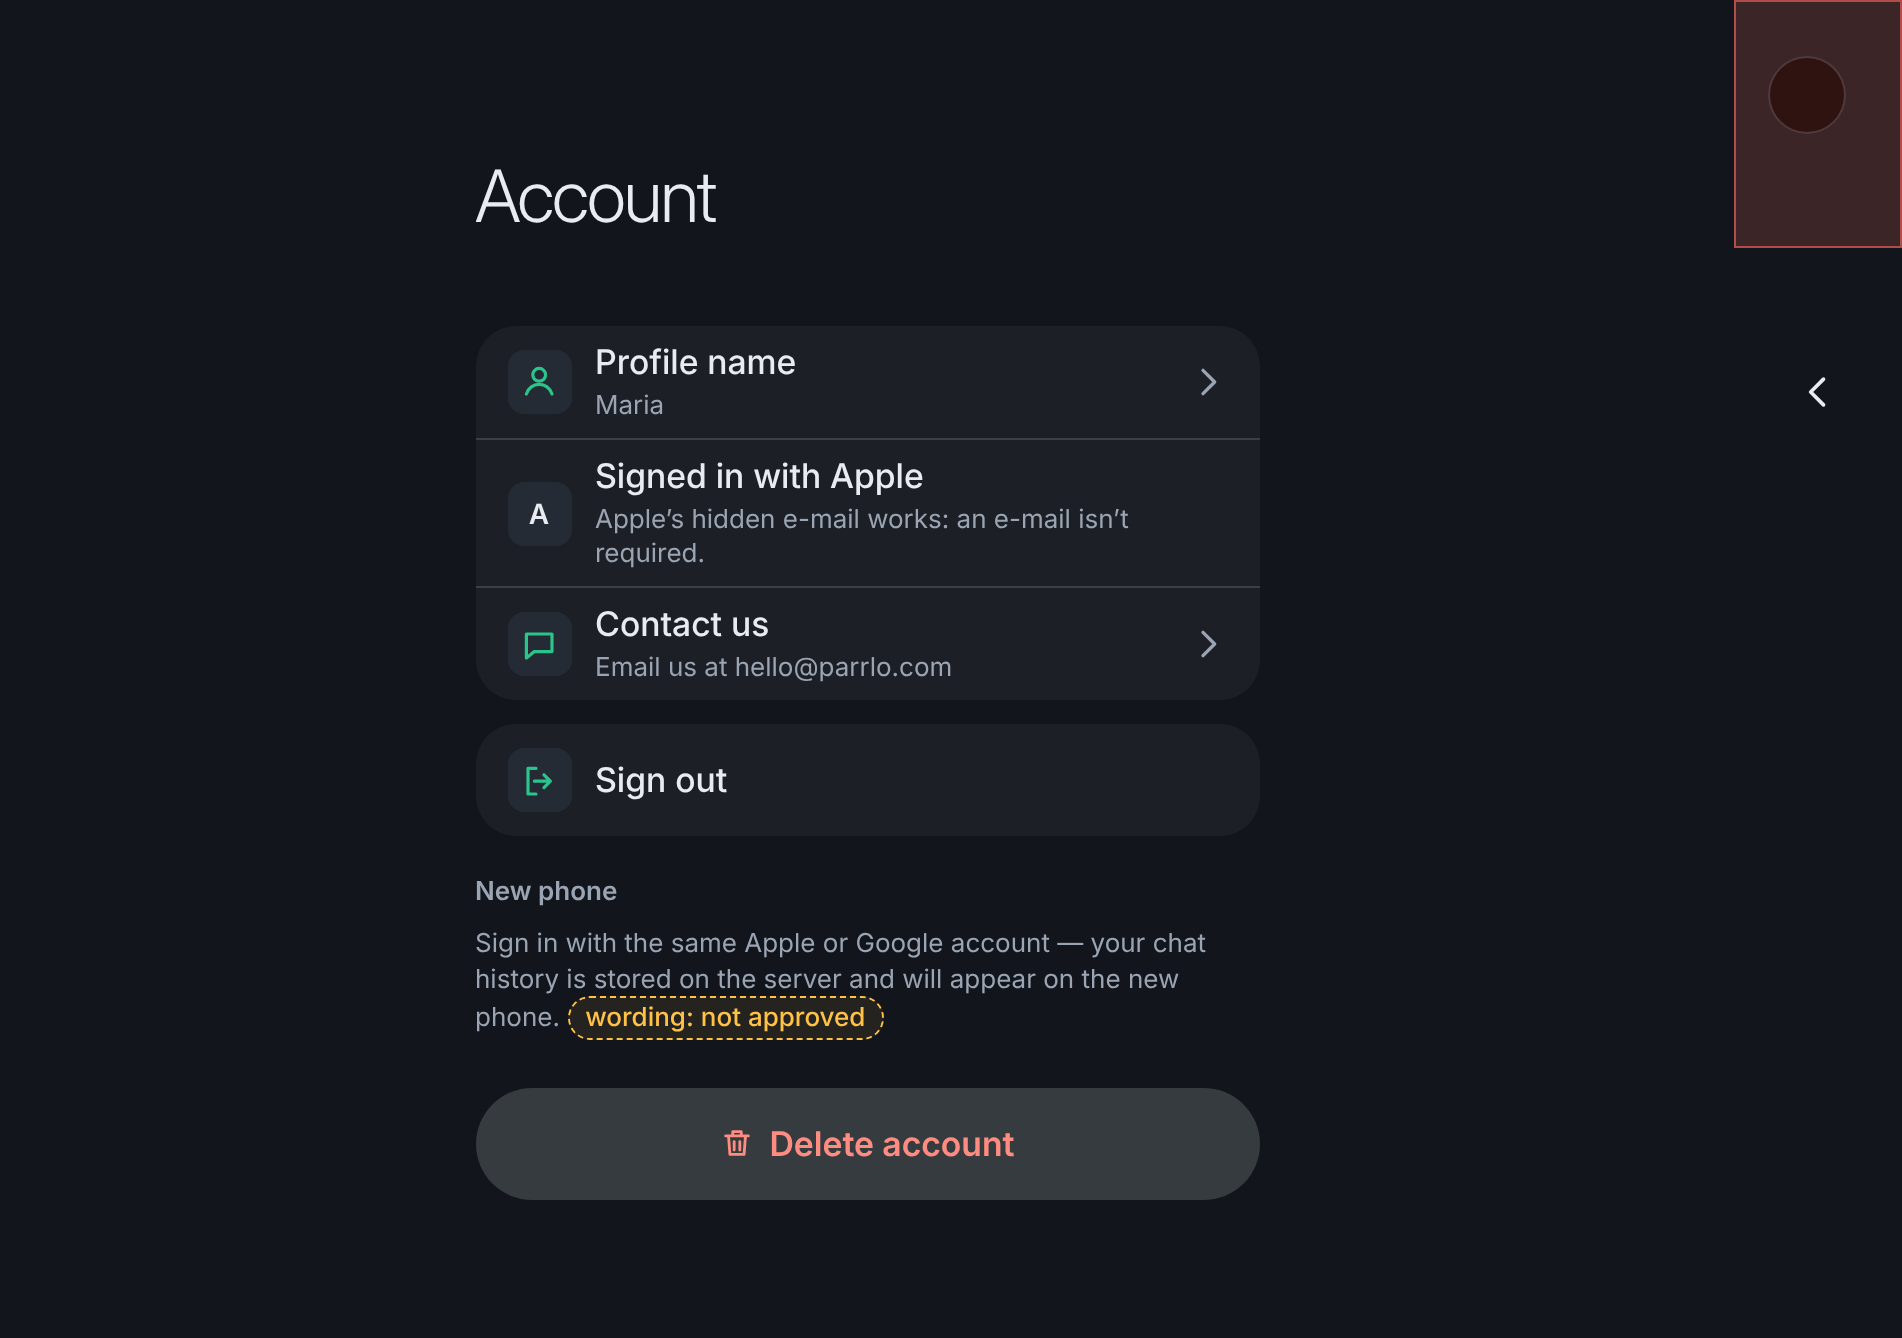 Account
Profile name
Maria
A
Signed in with Apple
Apple’s hidden e-mail works: an e-mail isn’t
required.
Contact us
Email us at hello@parrlo.com
Sign out
New phone
Sign in with the same Apple or Google account — your chat
history is stored on the server and will appear on the new
phone. wording: not approved
Delete account